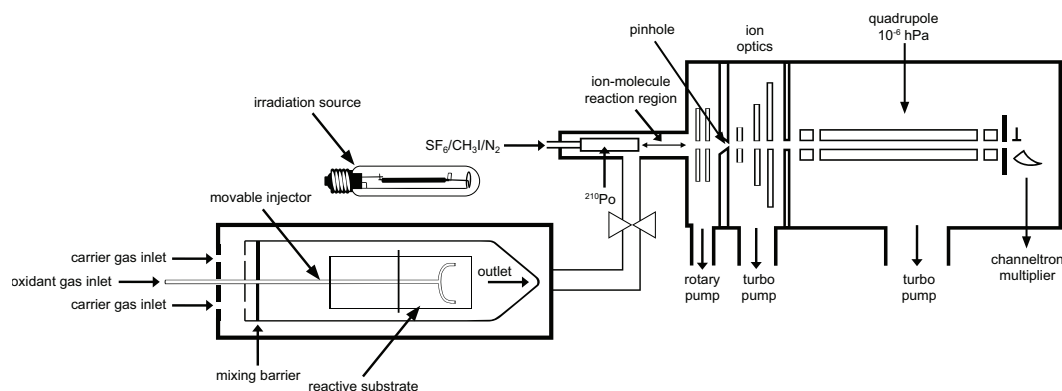 quadrupole
10⁻⁶ hPa
ion
optics
pinhole
ion-molecule
reaction region
irradiation source
SF₆/CH₃I/N₂
²¹⁰Po
movable injector
carrier gas inlet
oxidant gas inlet
carrier gas inlet
outlet
rotary
pump
turbo
pump
turbo
pump
channeltron
multiplier
mixing barrier
reactive substrate